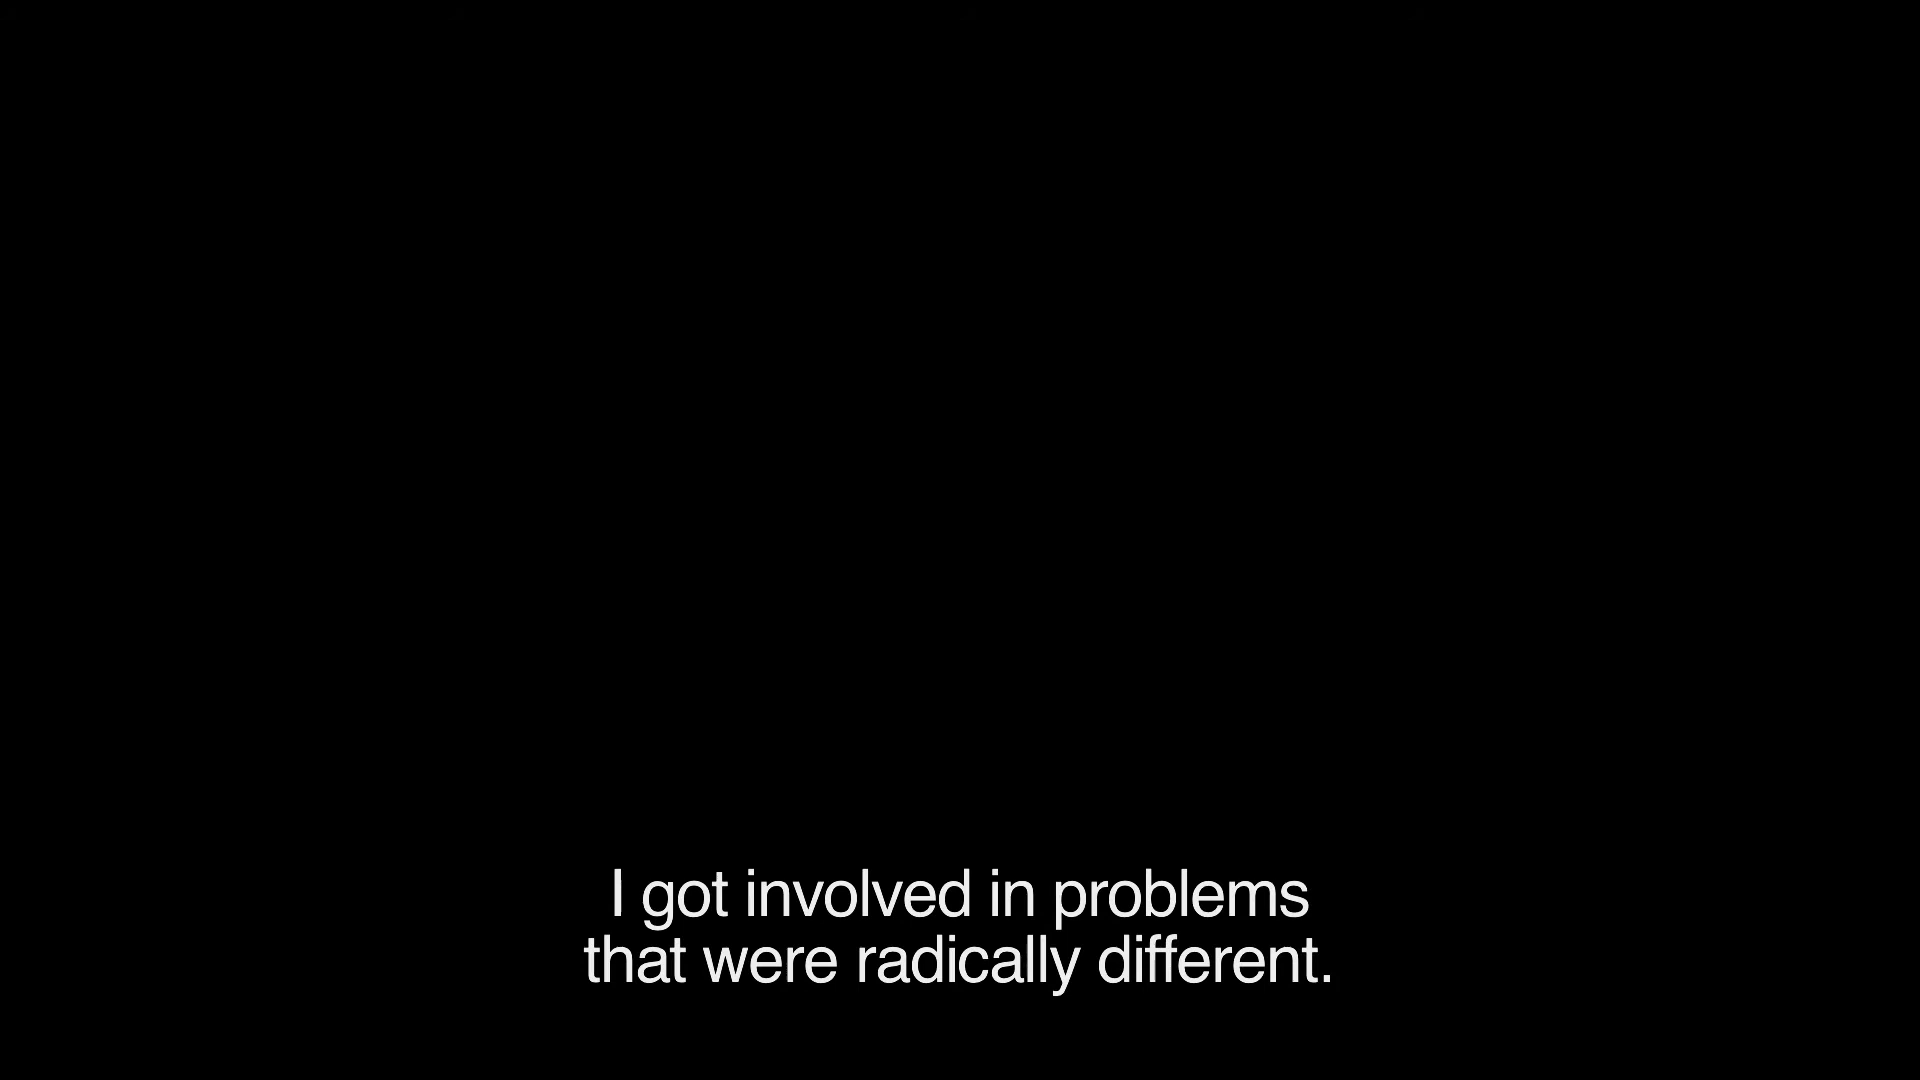 I got involved in problems
that were radically different.